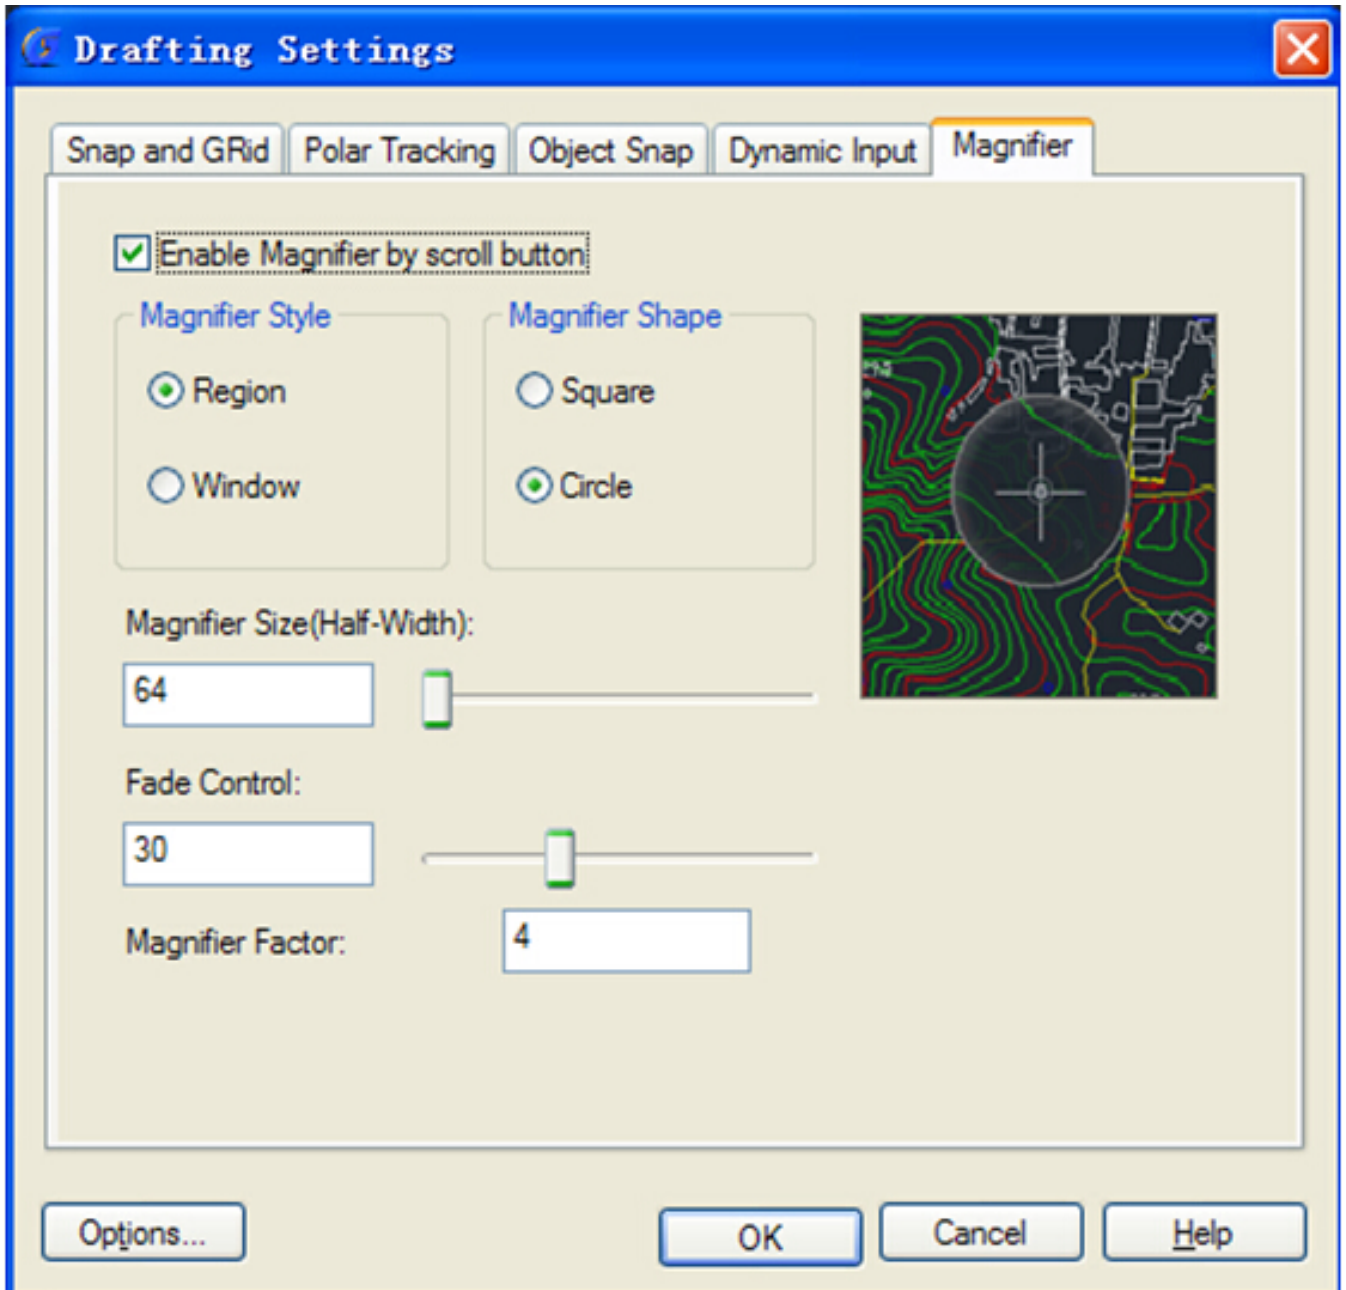 Drafting Settings
Snap and GRid Polar Tracking Object Snap Dynamic Input Magnifier
Enable Magnifier by scroll button
Magnifier Style Magnifier Shape
Region Square
Window Circle
Magnifier Size(Half-Width):
64
Fade Control:
30
Magnifier Factor: 4
Options... OK Cancel Help